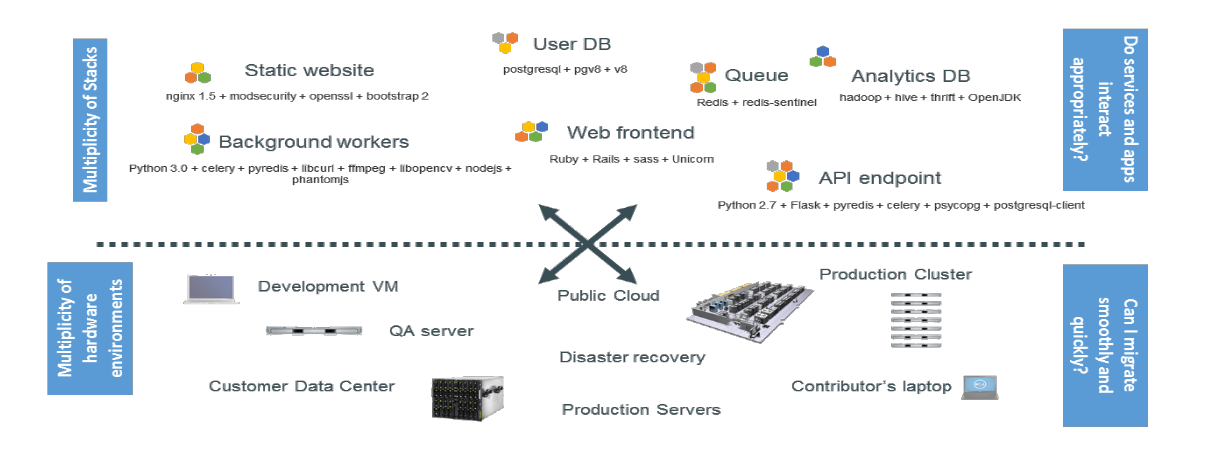 Multiplicity of Stacks
Static website
nginx 1.5 + modsecurity + openssl + bootstrap 2
User DB
postgresql + pgv8 + v8
Queue
Redis + redis-sentinel
Analytics DB
hadoop + hive + thrift + OpenJDK
Background workers
Python 3.0 + celery + pyredis + libcurl + ffmpeg + libopencv + nodejs +
phantomjs
Web frontend
Ruby + Rails + sass + Unicorn
API endpoint
Python 2.7 + Flask + pyredis + celery + psycopg + postgresql-client
Do services and apps
interact
appropriately?
Multiplicity of
hardware
environments
Development VM
QA server
Customer Data Center
Public Cloud
Disaster recovery
Production Servers
Production Cluster
Contributor's laptop
Can I migrate
smoothly and
quickly?